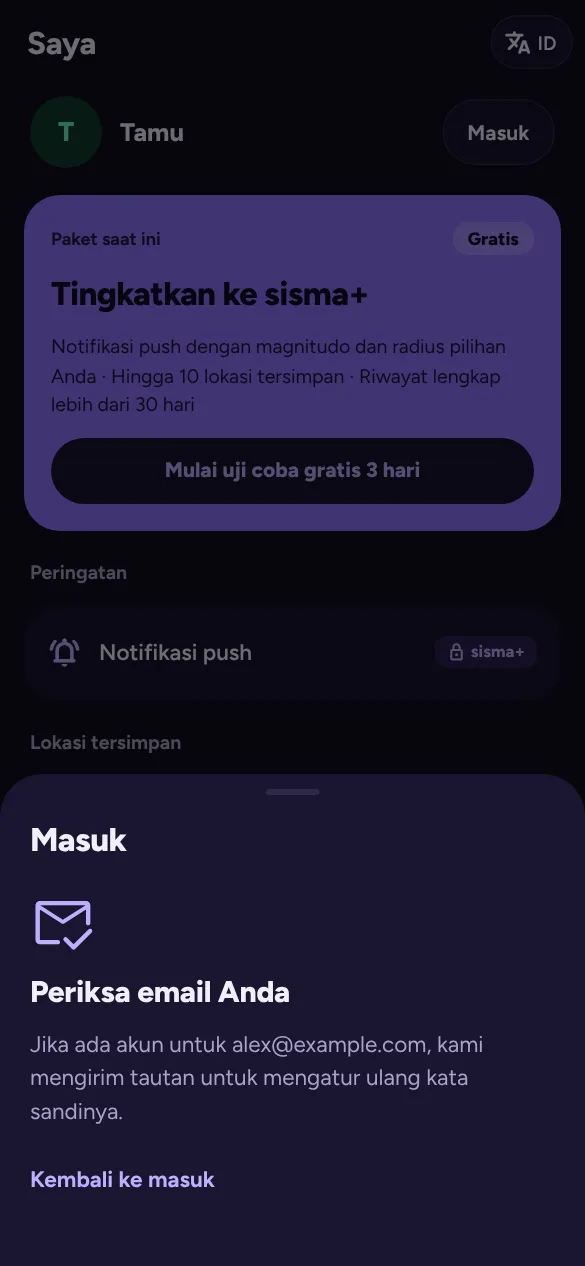 Saya
ID
T
Tamu
Masuk
Paket saat ini
Gratis
Tingkatkan ke sisma+
Notifikasi push dengan magnitudo dan radius pilihan
Anda · Hingga 10 lokasi tersimpan · Riwayat lengkap
lebih dari 30 hari
Mulai uji coba gratis 3 hari
Peringatan
Notifikasi push
sisma+
Lokasi tersimpan
Masuk
Periksa email Anda
Jika ada akun untuk alex@example.com, kami
mengirim tautan untuk mengatur ulang kata
sandinya.
Kembali ke masuk